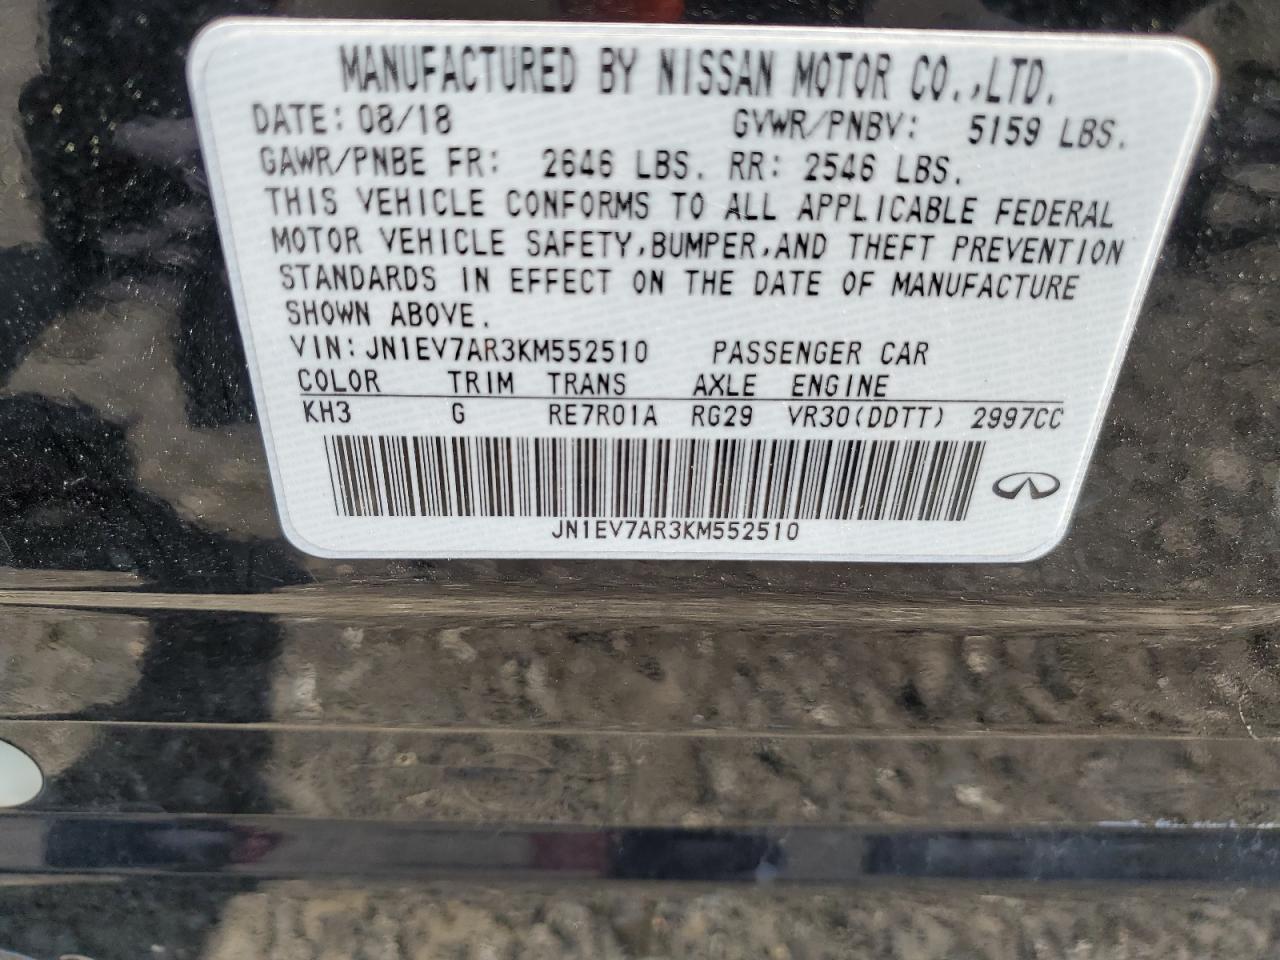 MANUFACTURED BY NISSAN MOTOR CO.,LTD.
DATE: 08/18 GVWR/PNBV: 5159 LBS.
GAWR/PNBE FR: 2646 LBS. RR: 2546 LBS.
THIS VEHICLE CONFORMS TO ALL APPLICABLE FEDERAL
MOTOR VEHICLE SAFETY,BUMPER,AND THEFT PREVENTION
STANDARDS IN EFFECT ON THE DATE OF MANUFACTURE
SHOWN ABOVE.
VIN: JN1EV7AR3KM552510 PASSENGER CAR
COLOR TRIM TRANS AXLE ENGINE
KH3 G RE7R01A RG29 VR30(DDTT) 2997CC
JN1EV7AR3KM552510